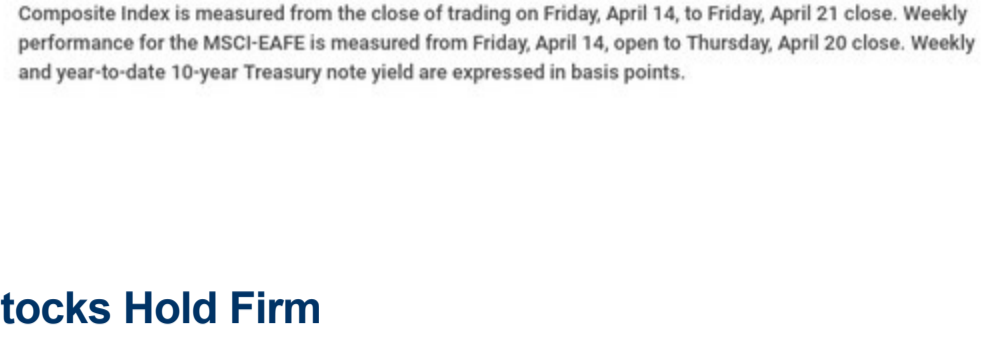 Composite Index is measured from the close of trading on Friday, April 14, to Friday, April 21 close. Weekly
performance for the MSCI-EAFE is measured from Friday, April 14, open to Thursday, April 20 close. Weekly
and year-to-date 10-year Treasury note yield are expressed in basis points.
tocks Hold Firm